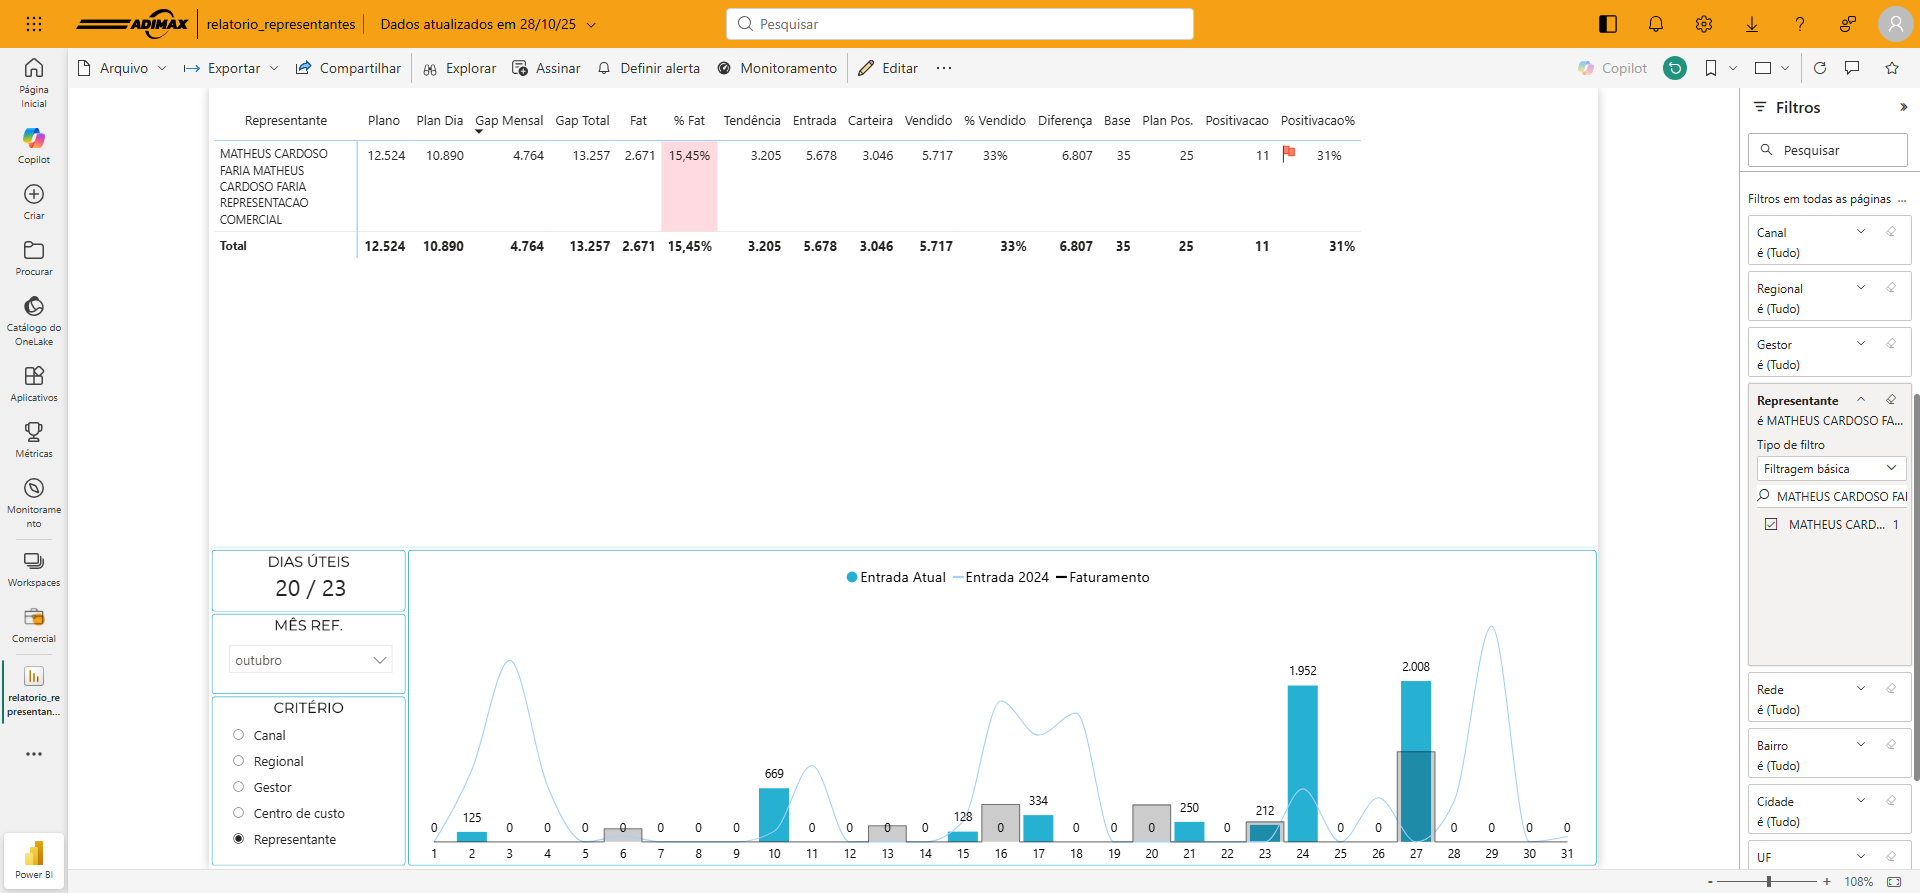 ADIMAX
relatorio_representantes
Dados atualizados em 28/10/25
Pesquisar
Arquivo
Exportar
Compartilhar
Explorar
Assinar
Definir alerta
Monitoramento
Editar
...
Copilot
Página
Inicial
Copilot
Criar
Procurar
Catálogo do
OneLake
Aplicativos
Métricas
Monitorame
nto
Workspaces
Comercial
relatorio_re
presentan...
Power BI
Representante Plano Plan Dia Gap Mensal Gap Total Fat % Fat Tendência Entrada Carteira Vendido % Vendido Diferença Base Plan Pos. Positivacao Positivacao%
MATHEUS CARDOSO 12.524 10.890 4.764 13.257 2.671 15,45% 3.205 5.678 3.046 5.717 33% 6.807 35 25 11 31%
FARIA MATHEUS
CARDOSO FARIA
REPRESENTACAO
COMERCIAL
Total 12.524 10.890 4.764 13.257 2.671 15,45% 3.205 5.678 3.046 5.717 33% 6.807 35 25 11 31%
DIAS ÚTEIS
20 / 23
MÊS REF.
outubro
CRITÉRIO
Canal
Regional
Gestor
Centro de custo
Representante
Entrada Atual Entrada 2024 Faturamento
0 125 0 0 0 0 0 0 0 669 0 0 0 0 128 0 334 0 0 0 250 0 212 1.952 0 0 2.008 0 0 0 0
1 2 3 4 5 6 7 8 9 10 11 12 13 14 15 16 17 18 19 20 21 22 23 24 25 26 27 28 29 30 31
Filtros
Pesquisar
Filtros em todas as páginas ...
Canal
é (Tudo)
Regional
é (Tudo)
Gestor
é (Tudo)
Representante
é MATHEUS CARDOSO FA...
Tipo de filtro
Filtragem básica
MATHEUS CARDOSO FAI
MATHEUS CARD... 1
Rede
é (Tudo)
Bairro
é (Tudo)
Cidade
é (Tudo)
UF
- + 108%